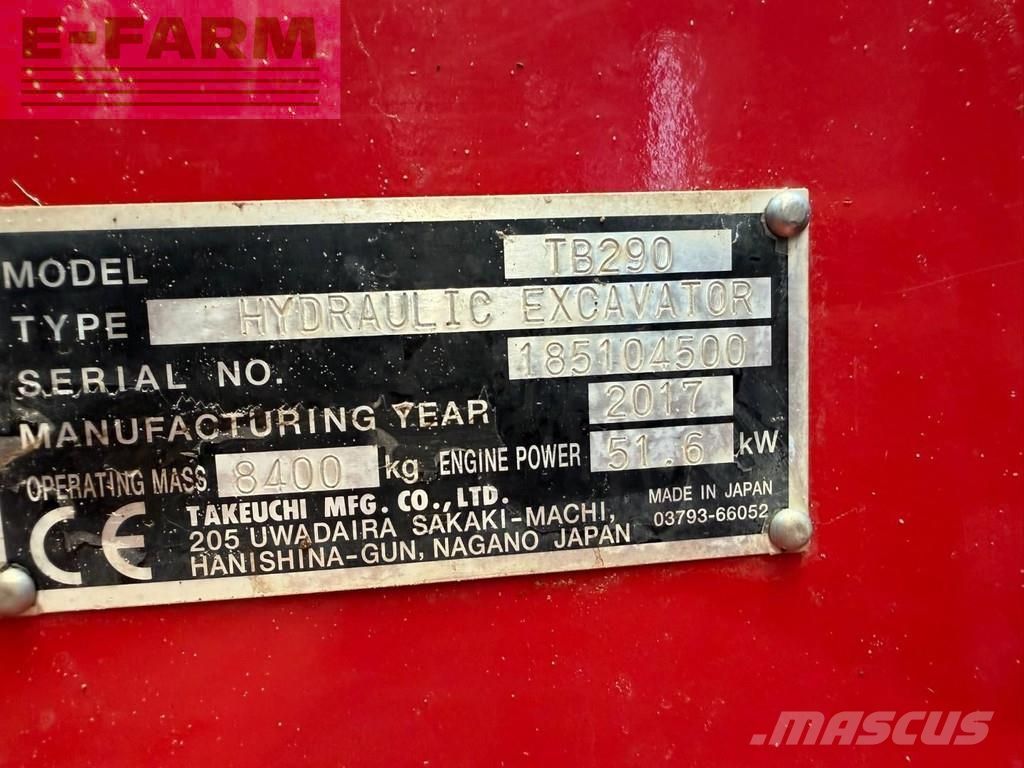 E-FARM
MODEL TB290
TYPE HYDRAULIC EXCAVATOR
SERIAL NO. 185104500
MANUFACTURING YEAR 2017
OPERATING MASS 8400 kg ENGINE POWER 51.6 kW
TAKEUCHI MFG. CO., LTD.
205 UWADAIRA SAKAKI-MACHI,
HANISHINA-GUN, NAGANO JAPAN
MADE IN JAPAN
03793-66052
CE
MASCUS